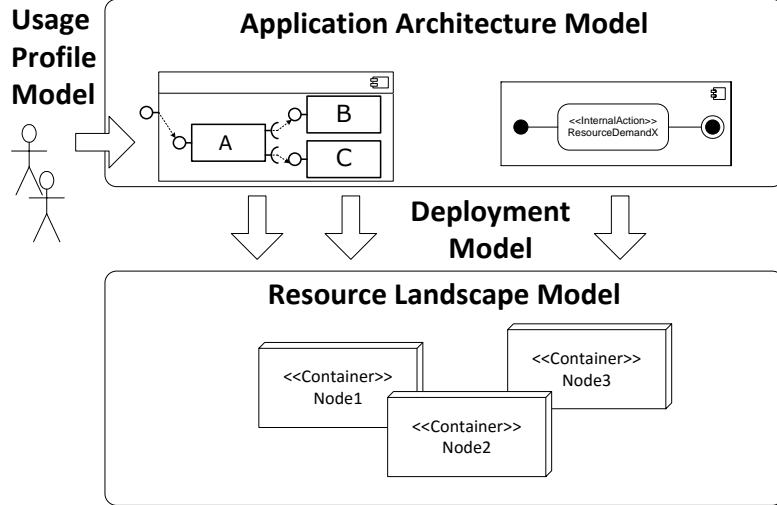 Usage
Profile
Model
Application Architecture Model
A
B
C
<<InternalAction>>
ResourceDemandX
Deployment
Model
Resource Landscape Model
<<Container>>
Node1
<<Container>>
Node2
<<Container>>
Node3